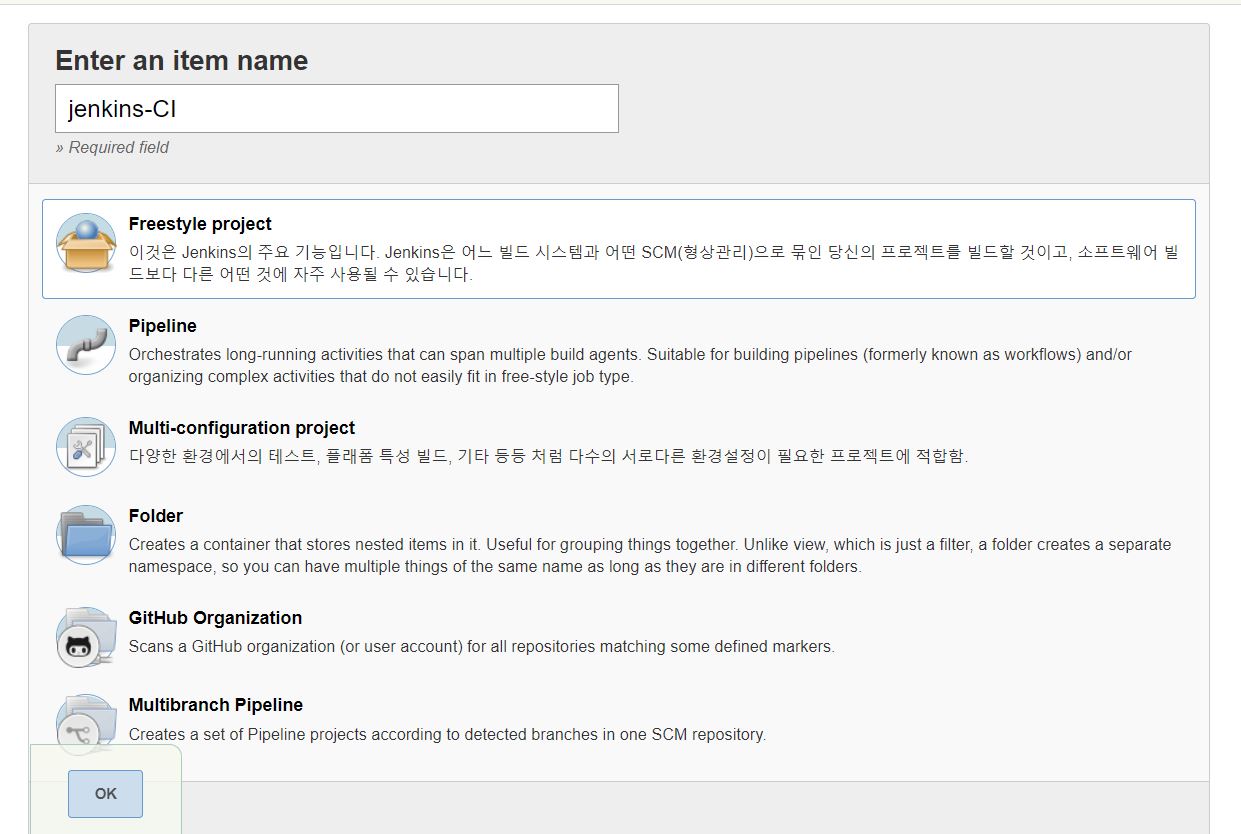 Enter an item name
jenkins-CI
» Required field
Freestyle project
이것은 Jenkins의 주요 기능입니다. Jenkins은 어느 빌드 시스템과 어떤 SCM(형상관리)으로 묶인 당신의 프로젝트를 빌드할 것이고, 소프트웨어 빌
드보다 다른 어떤 것에 자주 사용될 수 있습니다.
Pipeline
Orchestrates long-running activities that can span multiple build agents. Suitable for building pipelines (formerly known as workflows) and/or
organizing complex activities that do not easily fit in free-style job type.
Multi-configuration project
다양한 환경에서의 테스트, 플래폼 특성 빌드, 기타 등등 처럼 다수의 서로다른 환경설정이 필요한 프로젝트에 적합함.
Folder
Creates a container that stores nested items in it. Useful for grouping things together. Unlike view, which is just a filter, a folder creates a separate
namespace, so you can have multiple things of the same name as long as they are in different folders.
GitHub Organization
Scans a GitHub organization (or user account) for all repositories matching some defined markers.
Multibranch Pipeline
Creates a set of Pipeline projects according to detected branches in one SCM repository.
OK